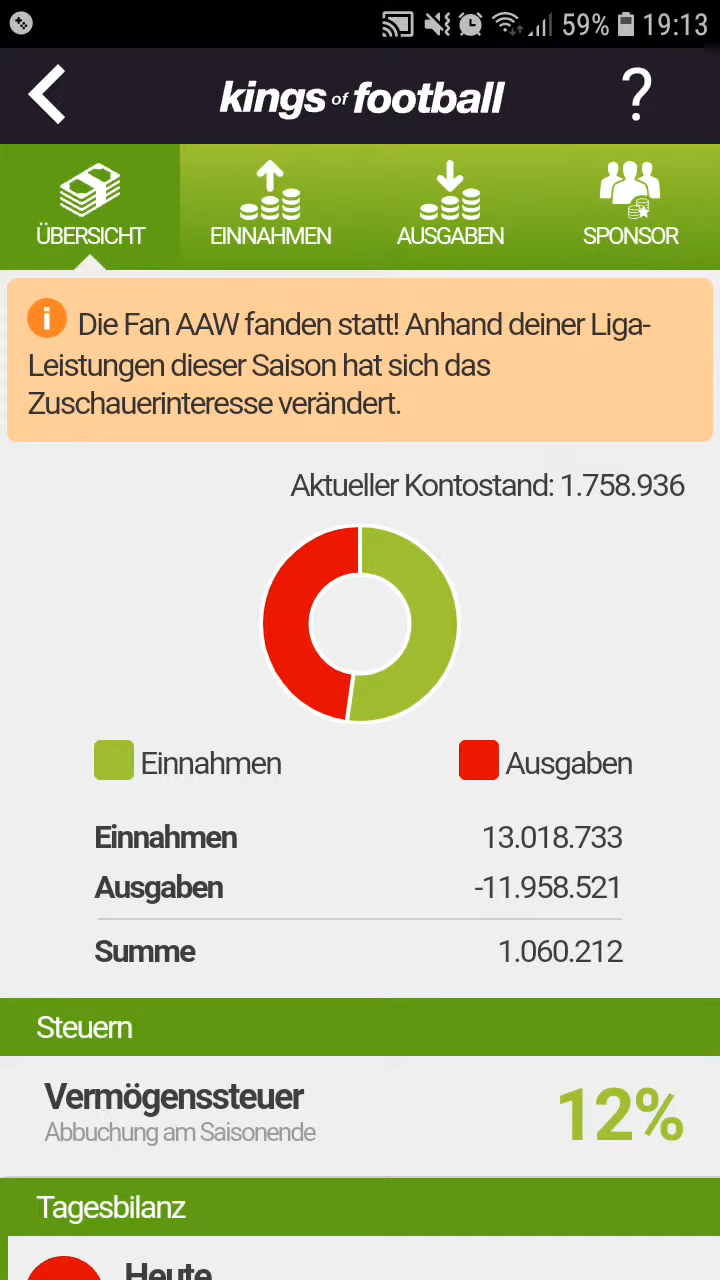 59% 19:13
kings of football ?
ÜBERSICHT EINNAHMEN AUSGABEN SPONSOR
Die Fan AAW fanden statt! Anhand deiner Liga-
Leistungen dieser Saison hat sich das
Zuschauerinteresse verändert.
Aktueller Kontostand: 1.758.936
Einnahmen Ausgaben
Einnahmen 13.018.733
Ausgaben -11.958.521
Summe 1.060.212
Steuern
Vermögenssteuer 12%
Abbuchung am Saisonende
Tagesbilanz
Heute